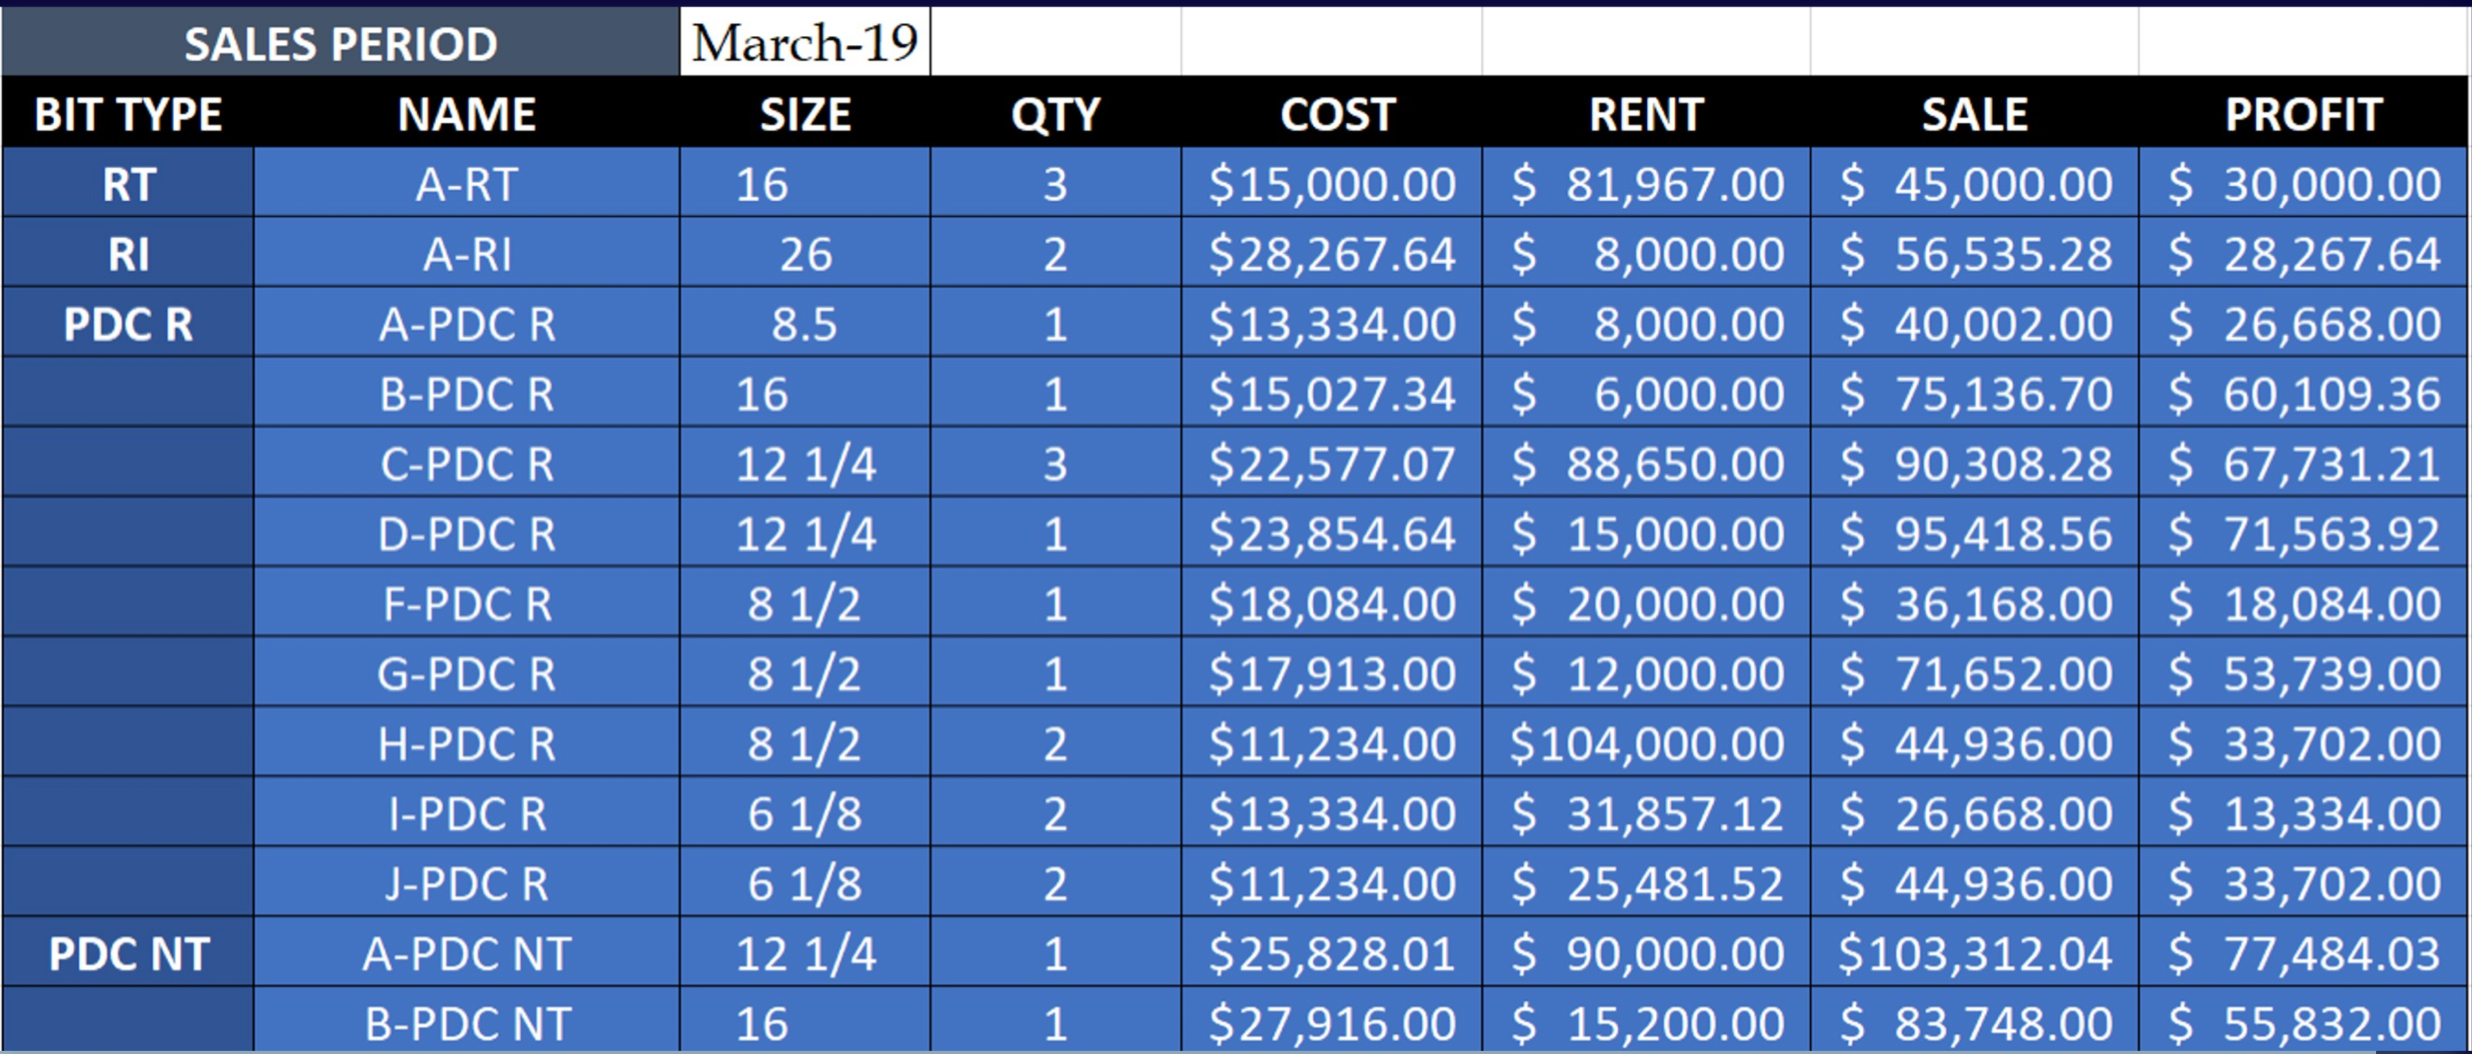 SALES PERIOD March-19
BIT TYPE NAME SIZE QTY COST RENT SALE PROFIT
RT A-RT 16 3 $15,000.00 $ 81,967.00 $ 45,000.00 $ 30,000.00
RI A-RI 26 2 $28,267.64 $ 8,000.00 $ 56,535.28 $ 28,267.64
PDC R A-PDC R 8.5 1 $13,334.00 $ 8,000.00 $ 40,002.00 $ 26,668.00
B-PDC R 16 1 $15,027.34 $ 6,000.00 $ 75,136.70 $ 60,109.36
C-PDC R 12 1/4 3 $22,577.07 $ 88,650.00 $ 90,308.28 $ 67,731.21
D-PDC R 12 1/4 1 $23,854.64 $ 15,000.00 $ 95,418.56 $ 71,563.92
F-PDC R 8 1/2 1 $18,084.00 $ 20,000.00 $ 36,168.00 $ 18,084.00
G-PDC R 8 1/2 1 $17,913.00 $ 12,000.00 $ 71,652.00 $ 53,739.00
H-PDC R 8 1/2 2 $11,234.00 $104,000.00 $ 44,936.00 $ 33,702.00
I-PDC R 6 1/8 2 $13,334.00 $ 31,857.12 $ 26,668.00 $ 13,334.00
J-PDC R 6 1/8 2 $11,234.00 $ 25,481.52 $ 44,936.00 $ 33,702.00
PDC NT A-PDC NT 12 1/4 1 $25,828.01 $ 90,000.00 $103,312.04 $ 77,484.03
B-PDC NT 16 1 $27,916.00 $ 15,200.00 $ 83,748.00 $ 55,832.00